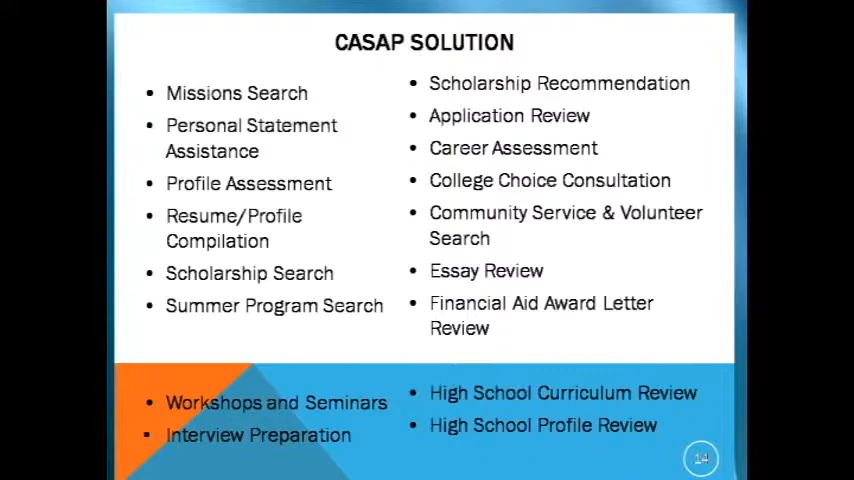 CASAP SOLUTION
• Missions Search
• Personal Statement
Assistance
• Profile Assessment
• Resume/Profile
Compilation
• Scholarship Search
• Summer Program Search
• Workshops and Seminars
• Interview Preparation
• Scholarship Recommendation
• Application Review
• Career Assessment
• College Choice Consultation
• Community Service & Volunteer
Search
• Essay Review
• Financial Aid Award Letter
Review
• High School Curriculum Review
• High School Profile Review
14